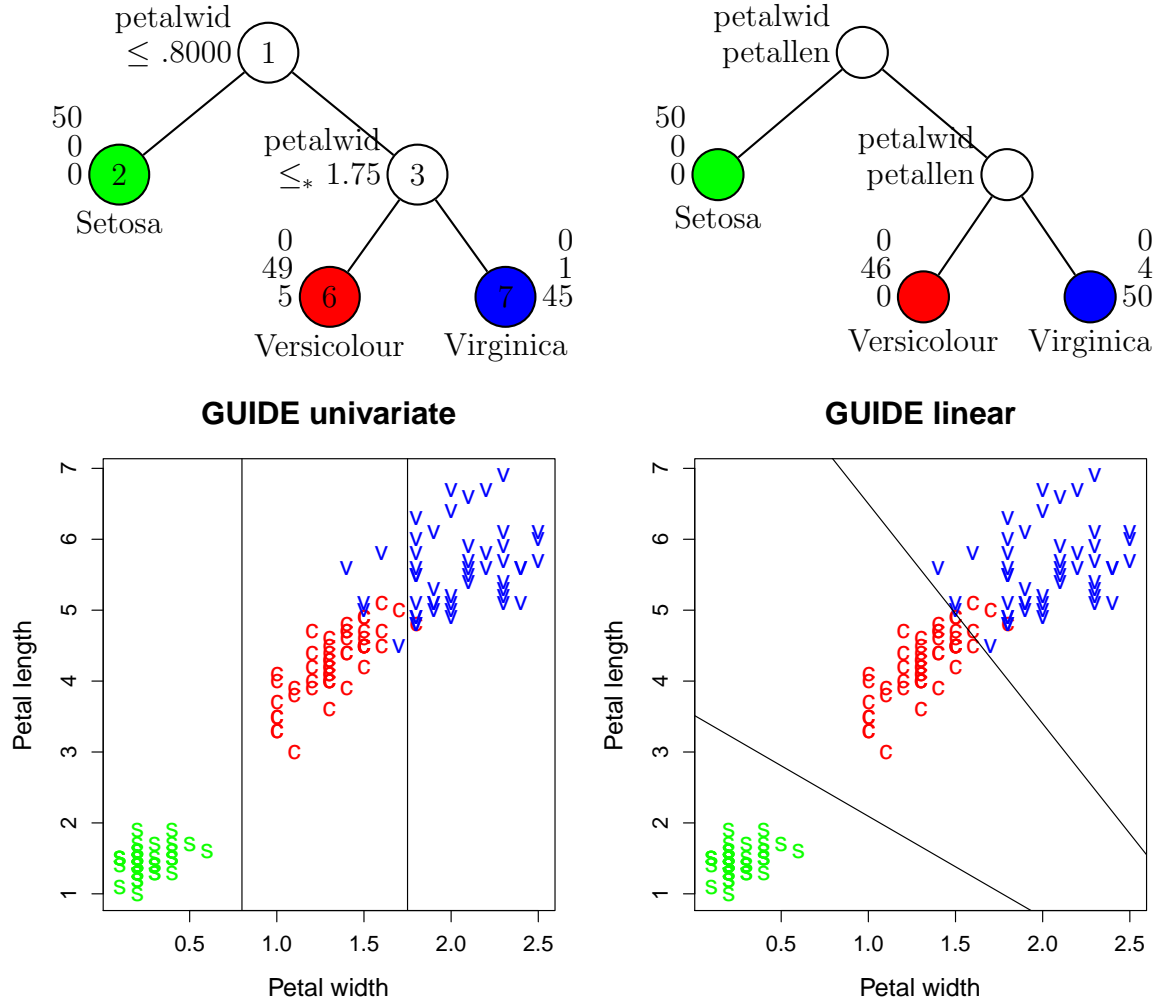 petalwid
≤ .8000
1
50
0
0
2
Setosa
petalwid
≤* 1.75
3
0
49
5
6
Versicolour
0
1
45
7
Virginica
petalwid
petallen
50
0
0
Setosa
petalwid
petallen
0
46
0
Versicolour
0
4
50
Virginica
GUIDE univariate
7
6
5
4
3
2
1
Petal length
0.5 1.0 1.5 2.0 2.5
Petal width
GUIDE linear
7
6
5
4
3
2
1
Petal length
0.5 1.0 1.5 2.0 2.5
Petal width